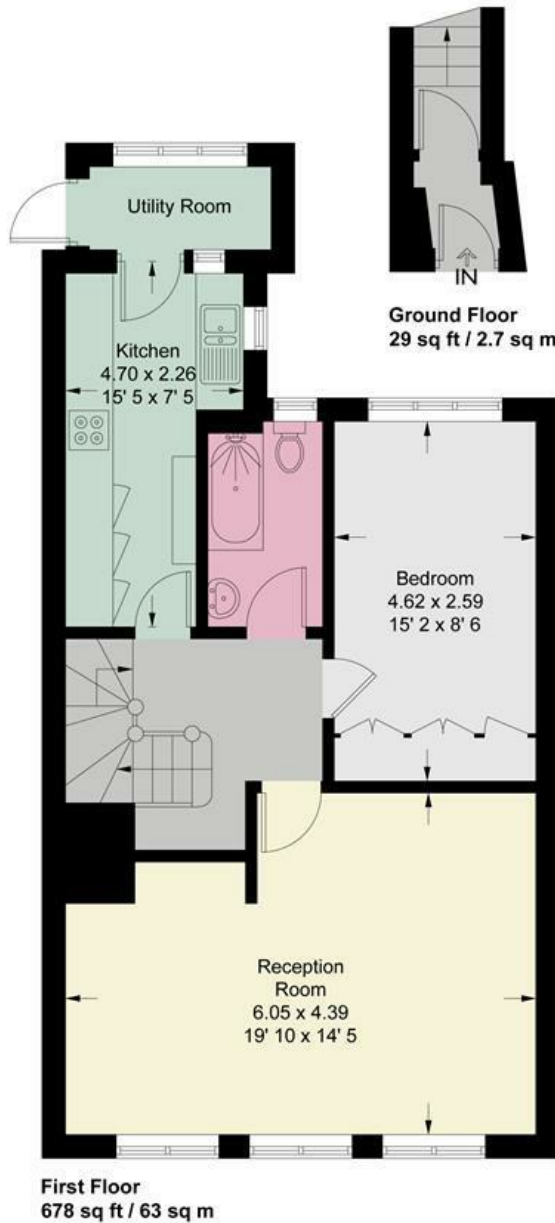 Utility Room
IN
Ground Floor
29 sq ft / 2.7 sq m
Kitchen
4.70 x 2.26
15' 5 x 7' 5
Bedroom
4.62 x 2.59
15' 2 x 8' 6
Reception
Room
6.05 x 4.39
19' 10 x 14' 5
First Floor
678 sq ft / 63 sq m